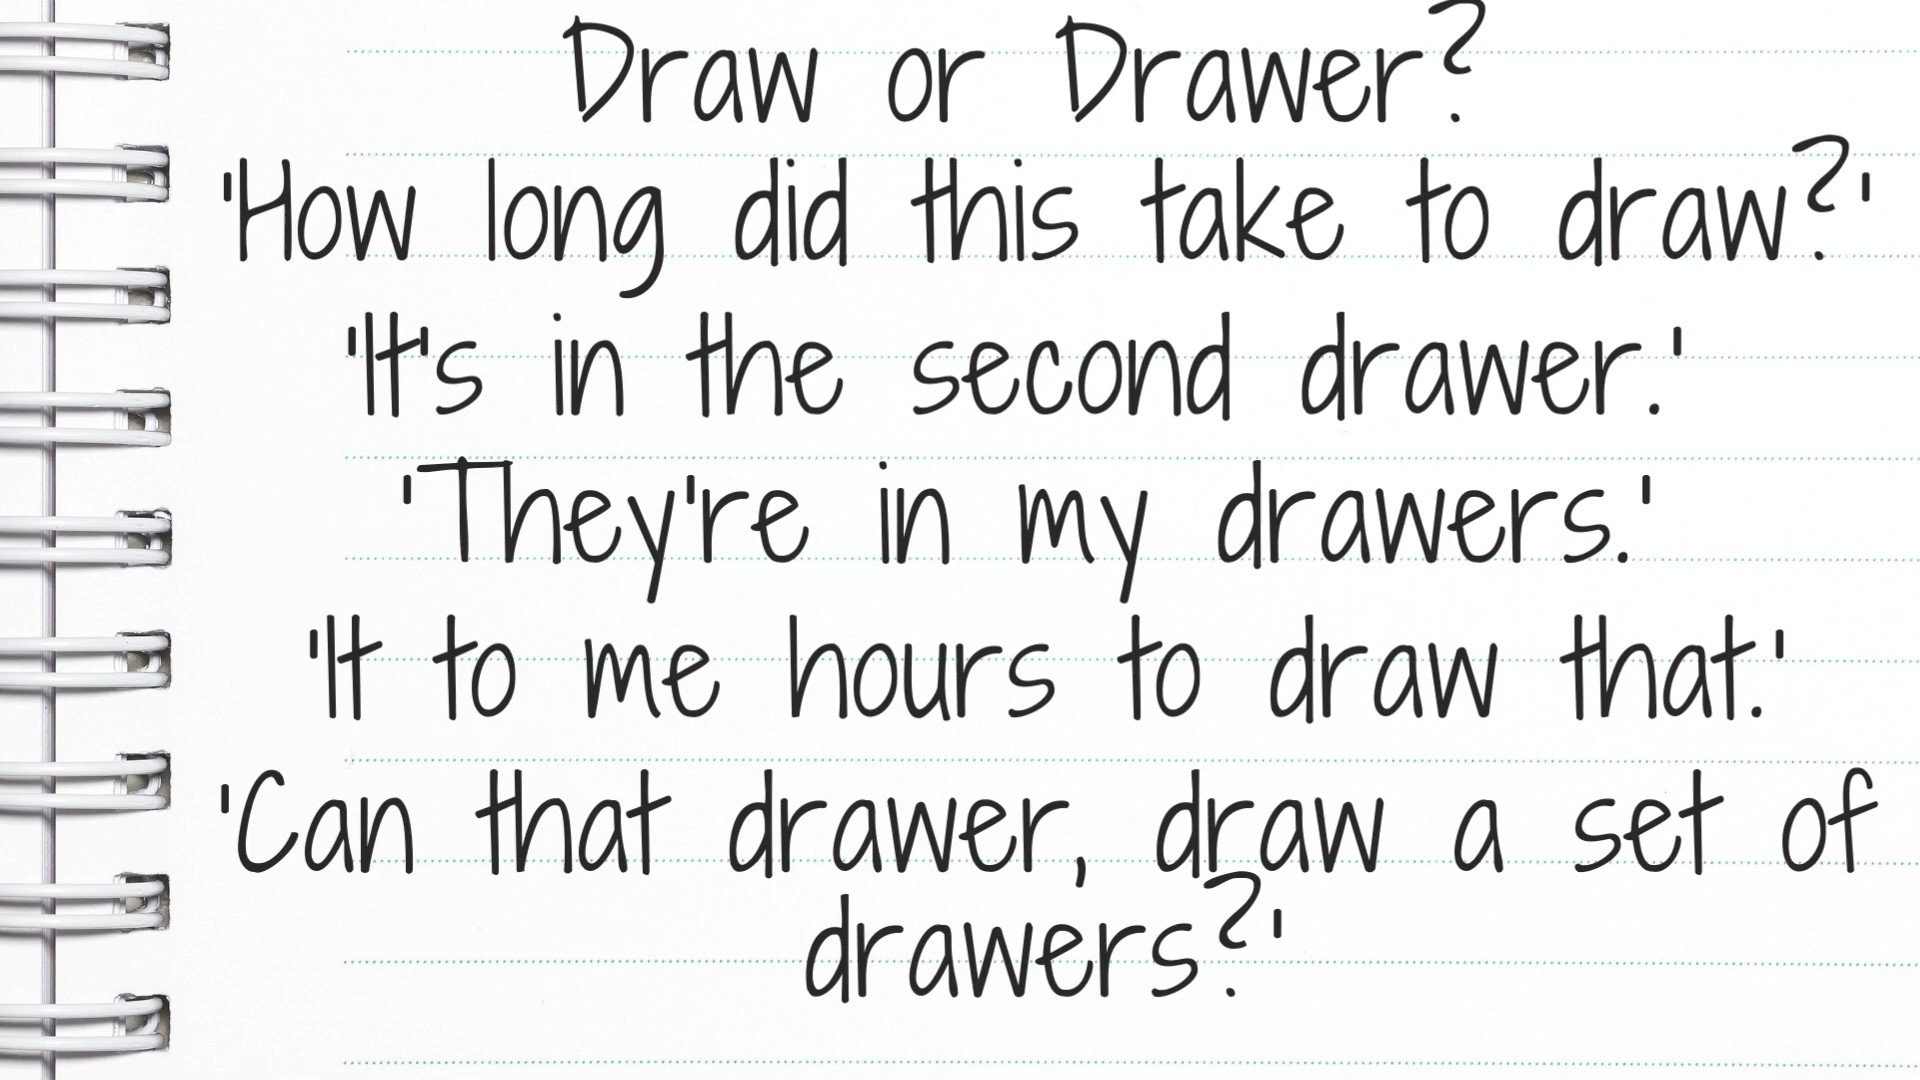 Draw or Drawer?
'How long did this take to draw?'
'It's in the second drawer.'
'They're in my drawers.'
'It to me hours to draw that.'
'Can that drawer, draw a set of
drawers?'